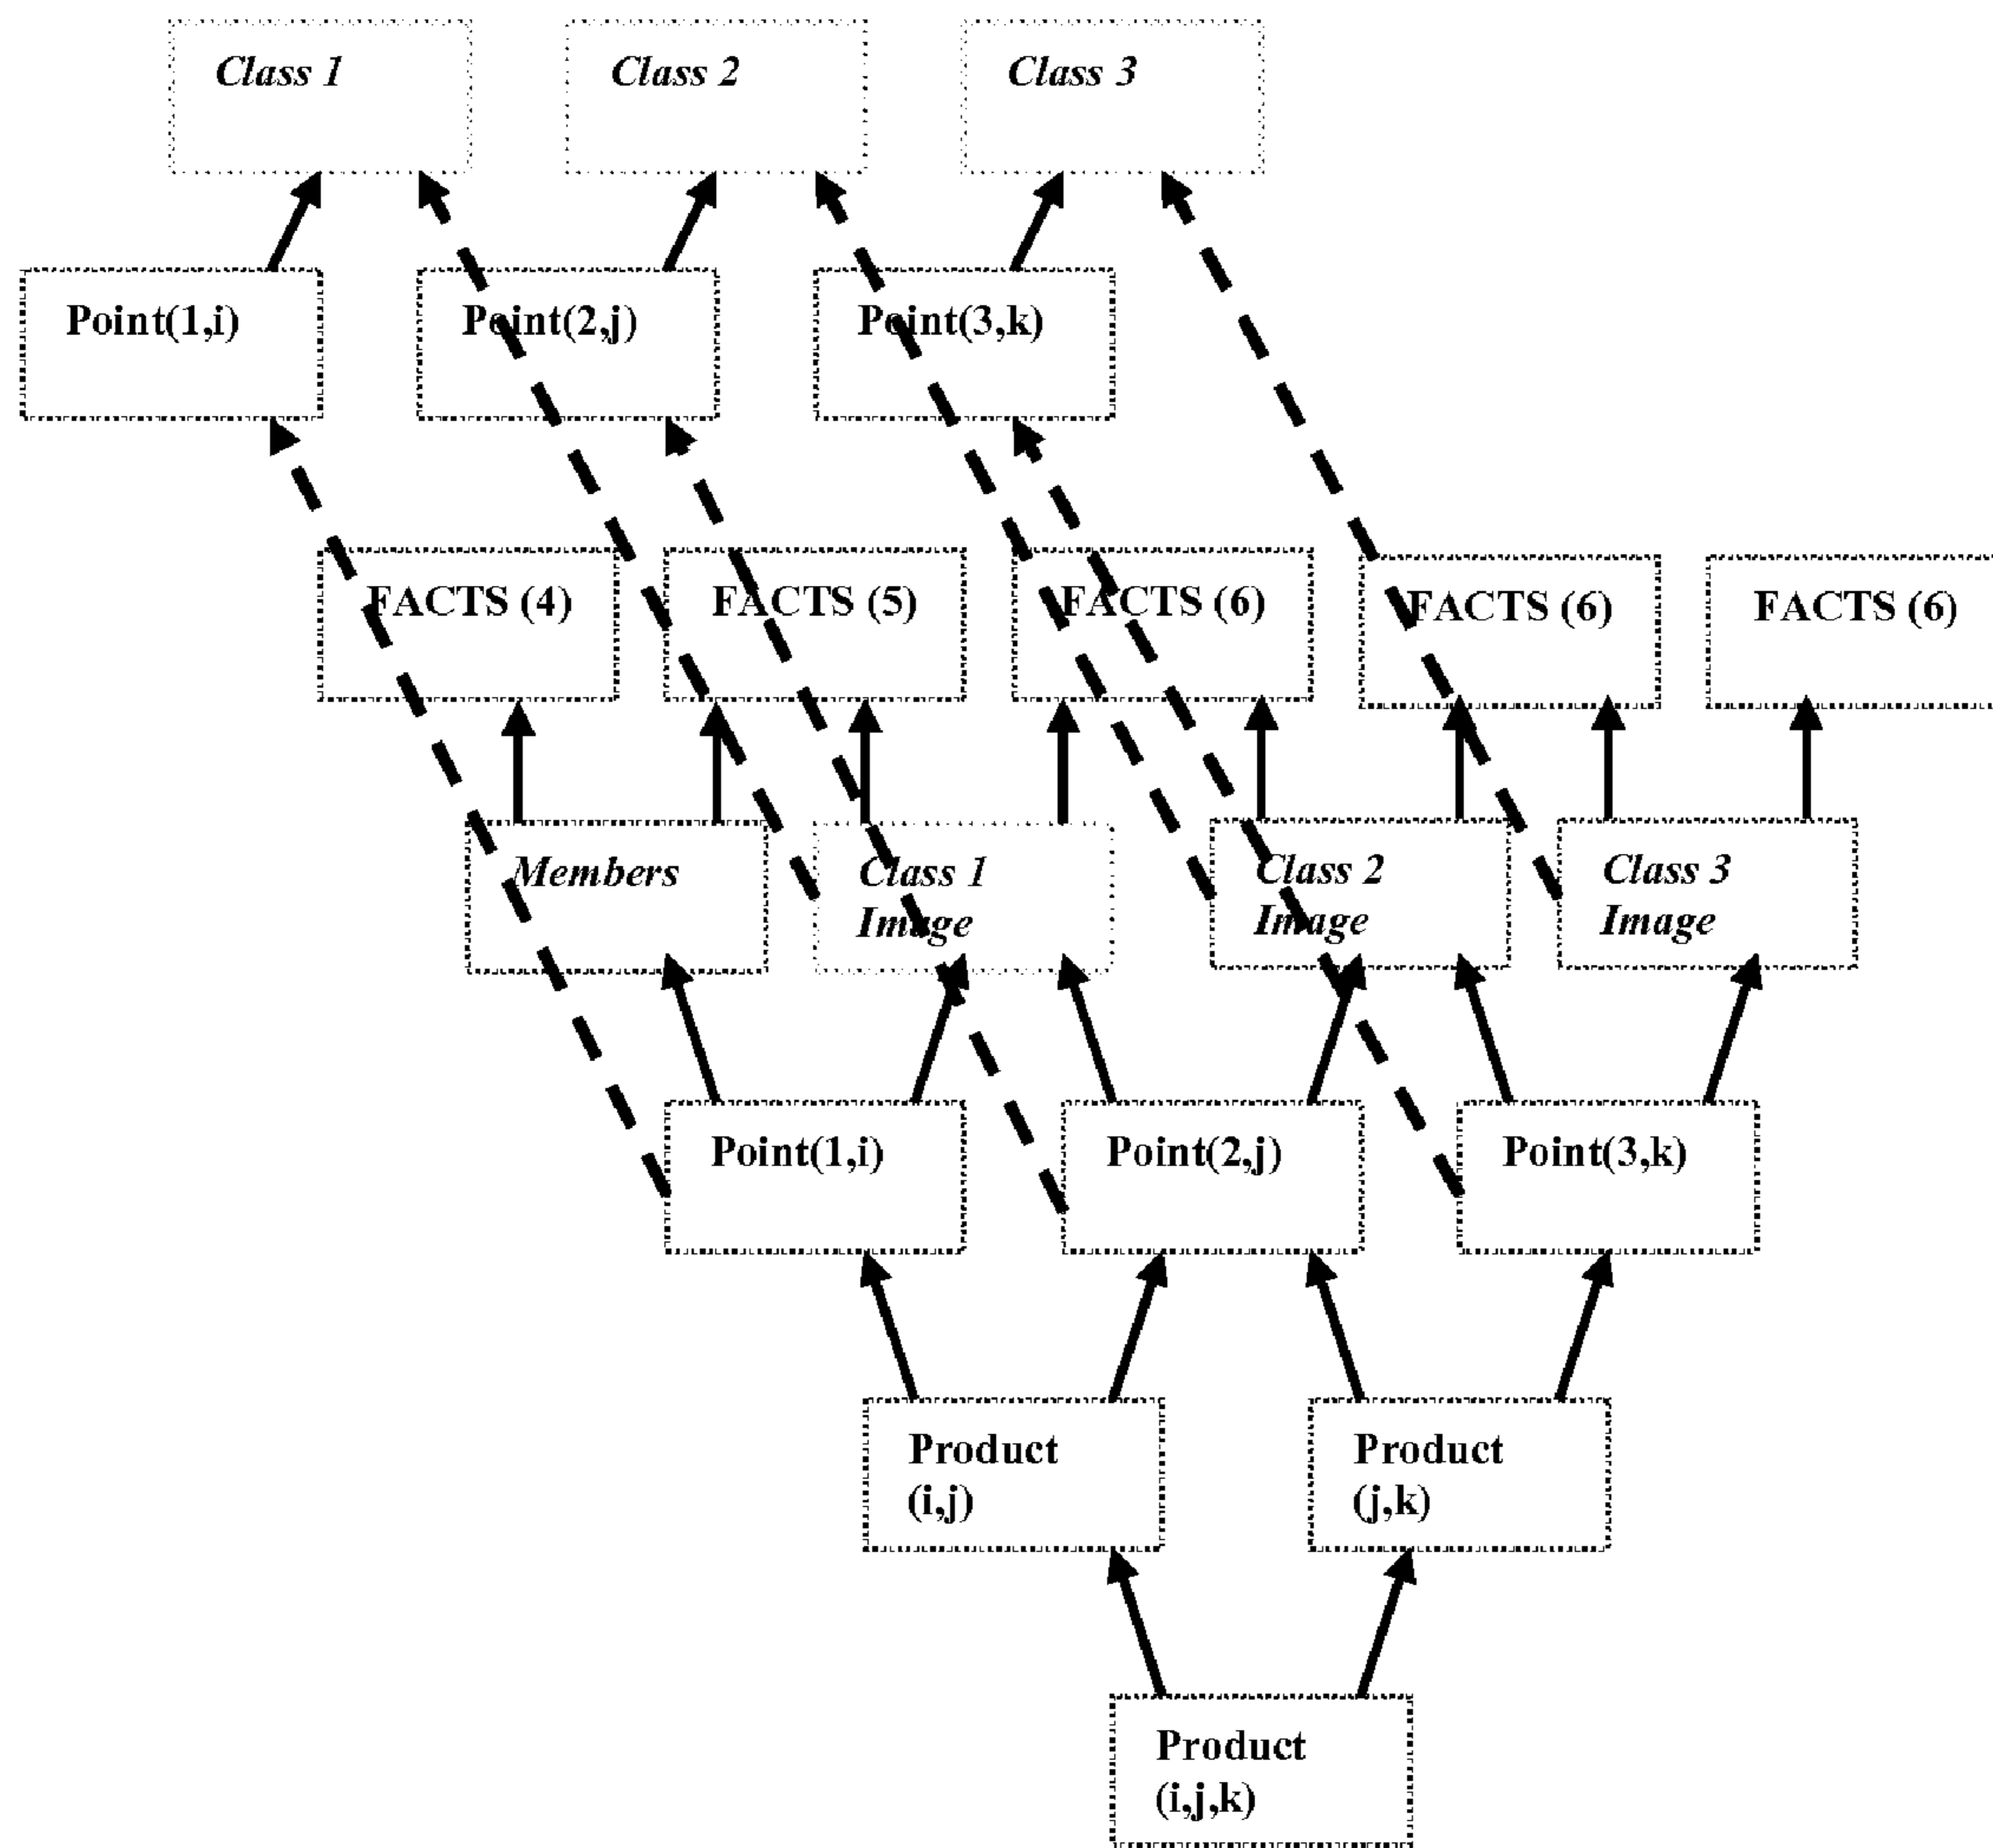 Class 1
Class 2
Class 3
Point(1,i)
Point(2,j)
Point(3,k)
FACTS (4)
FACTS (5)
FACTS (6)
FACTS (6)
FACTS (6)
Members
Class 1
Image
Class 2
Image
Class 3
Image
Point(1,i)
Point(2,j)
Point(3,k)
Product
(i,j)
Product
(j,k)
Product
(i,j,k)